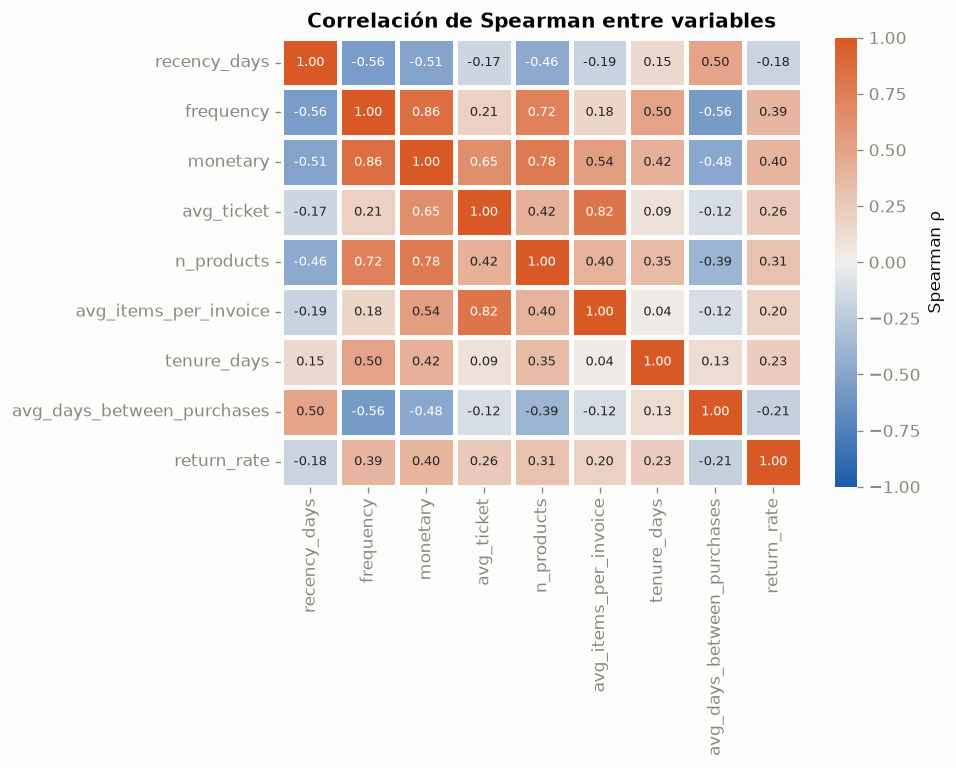 Correlación de Spearman entre variables
recency_days 1.00 -0.56 -0.51 -0.17 -0.46 -0.19 0.15 0.50 -0.18
frequency -0.56 1.00 0.86 0.21 0.72 0.18 0.50 -0.56 0.39
monetary -0.51 0.86 1.00 0.65 0.78 0.54 0.42 -0.48 0.40
avg_ticket -0.17 0.21 0.65 1.00 0.42 0.82 0.09 -0.12 0.26
n_products -0.46 0.72 0.78 0.42 1.00 0.40 0.35 -0.39 0.31
avg_items_per_invoice -0.19 0.18 0.54 0.82 0.40 1.00 0.04 -0.12 0.20
tenure_days 0.15 0.50 0.42 0.09 0.35 0.04 1.00 0.13 0.23
avg_days_between_purchases 0.50 -0.56 -0.48 -0.12 -0.39 -0.12 0.13 1.00 -0.21
return_rate -0.18 0.39 0.40 0.26 0.31 0.20 0.23 -0.21 1.00
recency_days
frequency
monetary
avg_ticket
n_products
avg_items_per_invoice
tenure_days
avg_days_between_purchases
return_rate
1.00
0.75
0.50
0.25
0.00
−0.25
−0.50
−0.75
−1.00
Spearman ρ